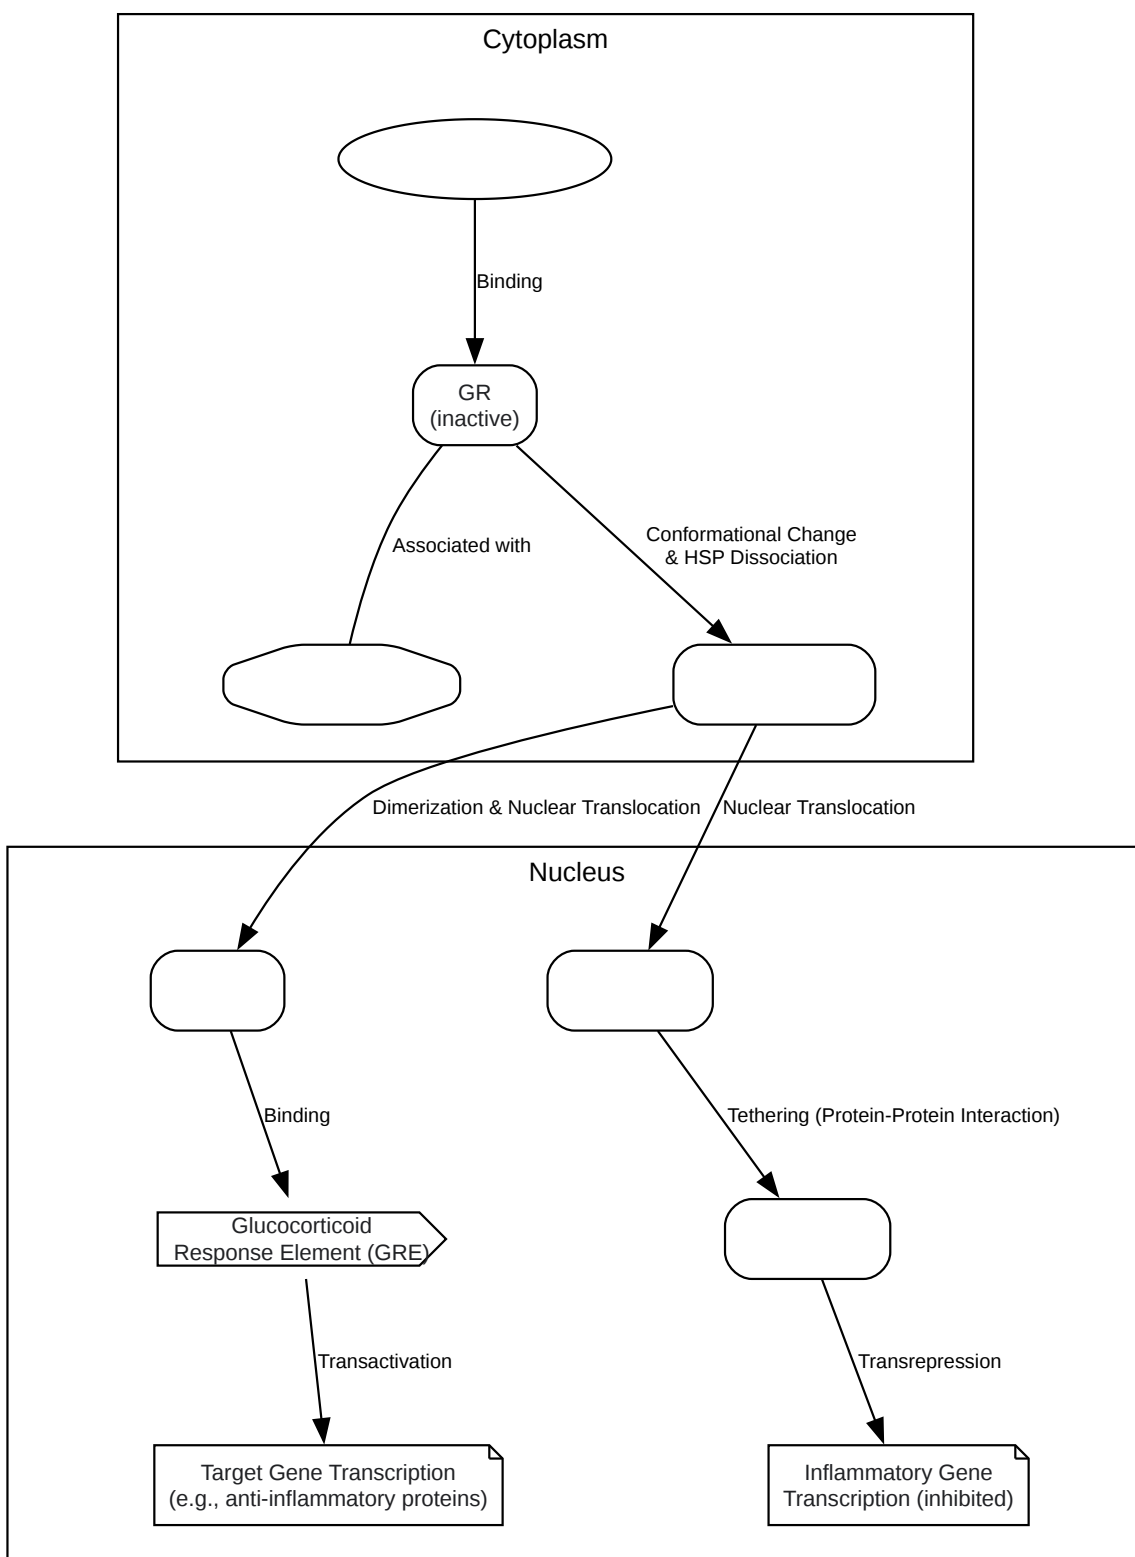 Cytoplasm
Binding
GR
(inactive)
Associated with
Conformational Change
& HSP Dissociation
Dimerization & Nuclear Translocation
Nuclear Translocation
Nucleus
Binding
Tethering (Protein-Protein Interaction)
Glucocorticoid
Response Element (GRE)
Transactivation
Transrepression
Target Gene Transcription
(e.g., anti-inflammatory proteins)
Inflammatory Gene
Transcription (inhibited)